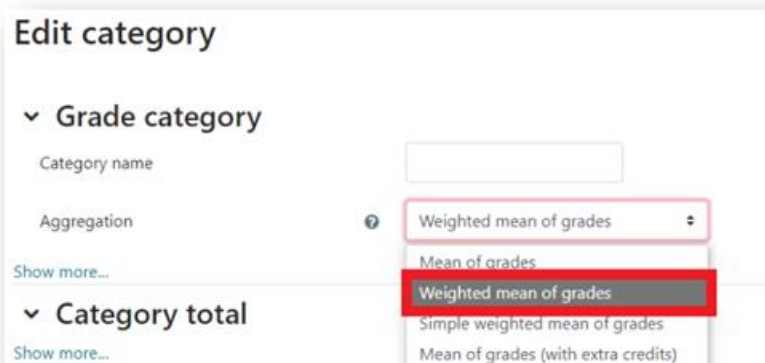 Edit category
Grade category
Category name
Aggregation
Weighted mean of grades
Mean of grades
Show more...
Weighted mean of grades
Category total
Simple weighted mean of grades
Show more...
Mean of grades (with extra credits)